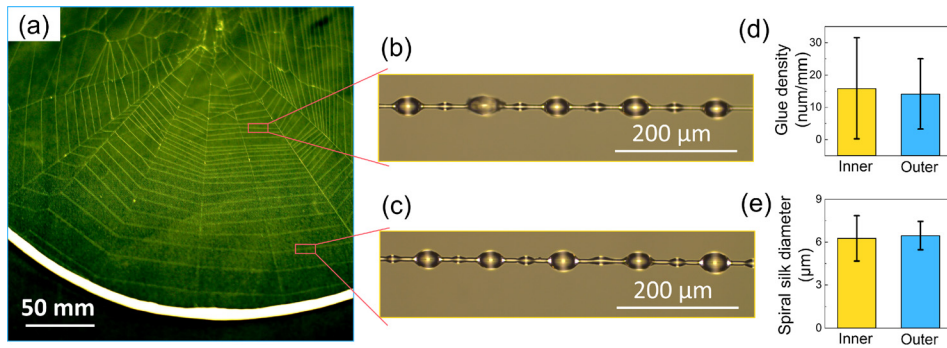 (a)
50 mm
(b)
200 µm
(c)
200 µm
(d)
Glue density
(num/mm)
30
20
10
0
Inner
Outer
(e)
Spiral silk diameter
(µm)
9
6
3
0
Inner
Outer